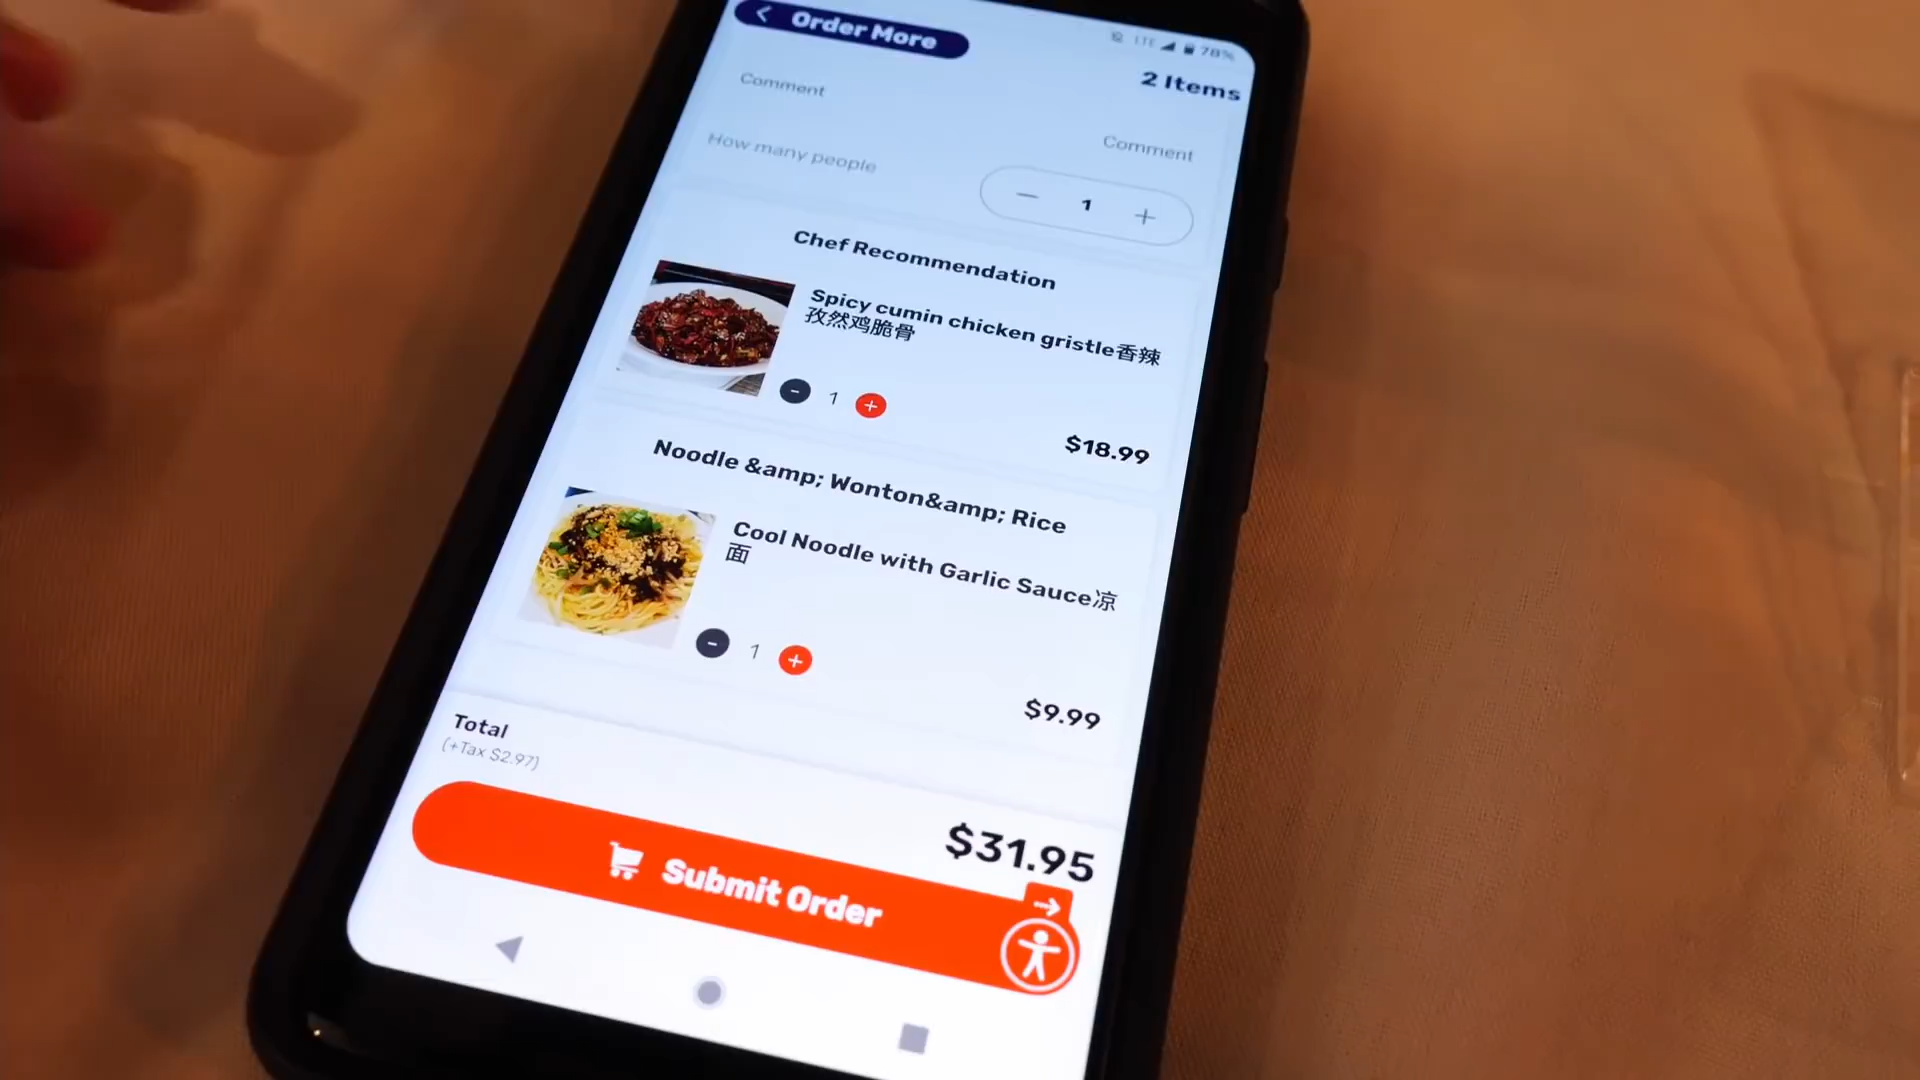 Order More
LTE 78%
2 Items
Comment
Comment
How many people
1
Chef Recommendation
Spicy cumin chicken gristle香辣
孜然鸡脆骨
1
$18.99
Noodle &amp; Wonton&amp; Rice
Cool Noodle with Garlic Sauce凉
面
1
$9.99
Total
(+Tax $2.97)
$31.95
Submit Order